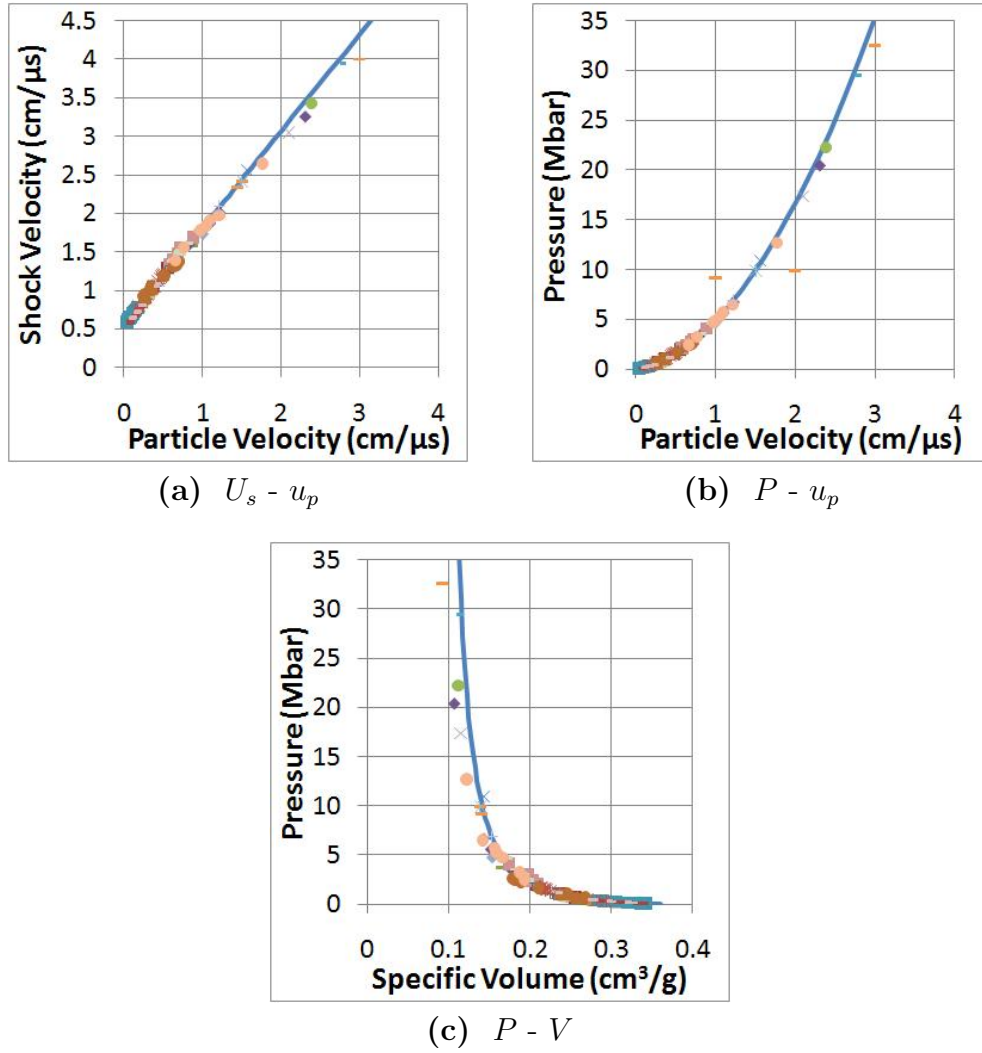 4.5
4
3.5
3
2.5
2
1.5
1
0.5
0
0 1 2 3 4
Shock Velocity (cm/µs)
Particle Velocity (cm/µs)
(a) U_s - u_p
35
30
25
20
15
10
5
0
0 1 2 3 4
Pressure (Mbar)
Particle Velocity (cm/µs)
(b) P - u_p
35
30
25
20
15
10
5
0
0 0.1 0.2 0.3 0.4
Pressure (Mbar)
Specific Volume (cm³/g)
(c) P - V